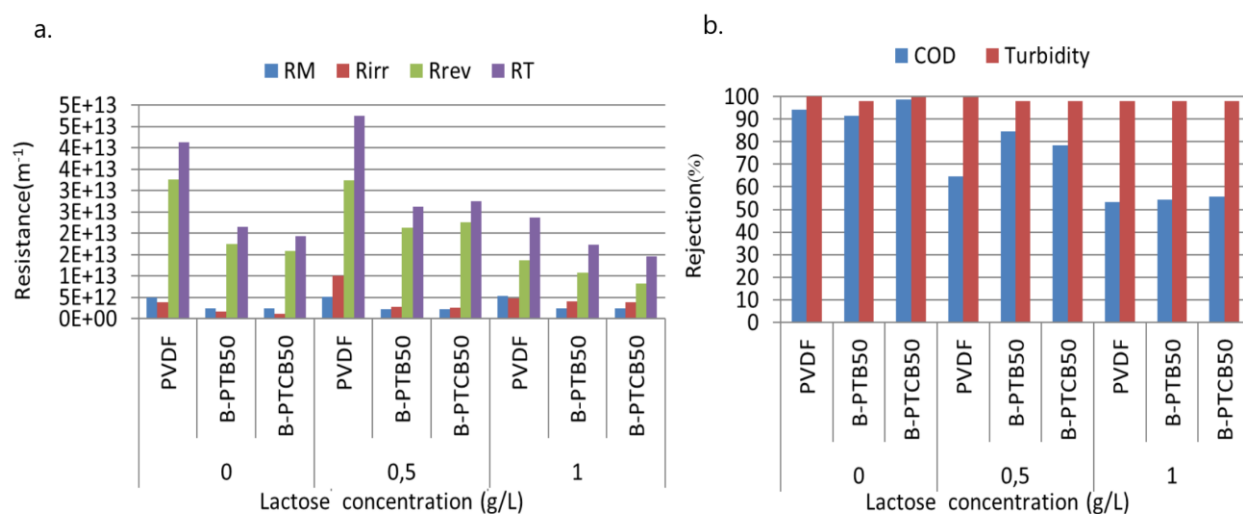 a.
RM Rirr Rrev RT
5E+13
5E+13
4E+13
4E+13
3E+13
3E+13
2E+13
2E+13
1E+13
5E+12
0E+00
Resistance(m⁻¹)
PVDF
B-PTB50
B-PTCB50
PVDF
B-PTB50
B-PTCB50
PVDF
B-PTB50
B-PTCB50
0 0,5 1
Lactose concentration (g/L)
b.
COD Turbidity
100
90
80
70
60
50
40
30
20
10
0
Rejection(%)
PVDF
B-PTB50
B-PTCB50
PVDF
B-PTB50
B-PTCB50
PVDF
B-PTB50
B-PTCB50
0 0,5 1
Lactose concentration (g/L)